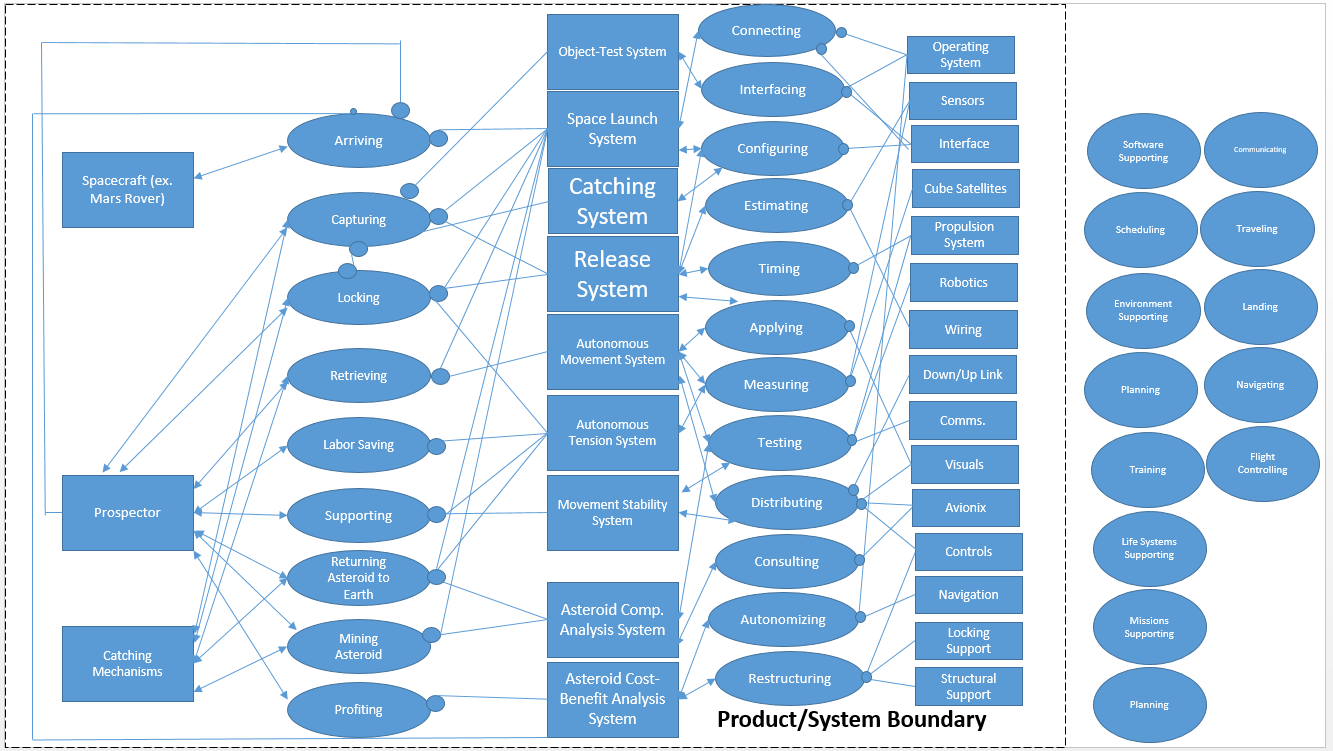 Spacecraft (ex.
Mars Rover)
Prospector
Catching
Mechanisms
Arriving
Capturing
Locking
Retrieving
Labor Saving
Supporting
Returning
Asteroid to
Earth
Mining
Asteroid
Profiting
Object-Test System
Space Launch
System
Catching
System
Release
System
Autonomous
Movement System
Autonomous
Tension System
Movement Stability
System
Asteroid Comp.
Analysis System
Asteroid Cost-
Benefit Analysis
System
Connecting
Interfacing
Configuring
Estimating
Timing
Applying
Measuring
Testing
Distributing
Consulting
Autonomizing
Restructuring
Product/System Boundary
Operating
System
Sensors
Interface
Cube Satellites
Propulsion
System
Robotics
Wiring
Down/Up Link
Comms.
Visuals
Avionix
Controls
Navigation
Locking
Support
Structural
Support
Software
Supporting
Scheduling
Environment
Supporting
Planning
Training
Life Systems
Supporting
Missions
Supporting
Planning
Communicating
Traveling
Landing
Navigating
Flight
Controlling